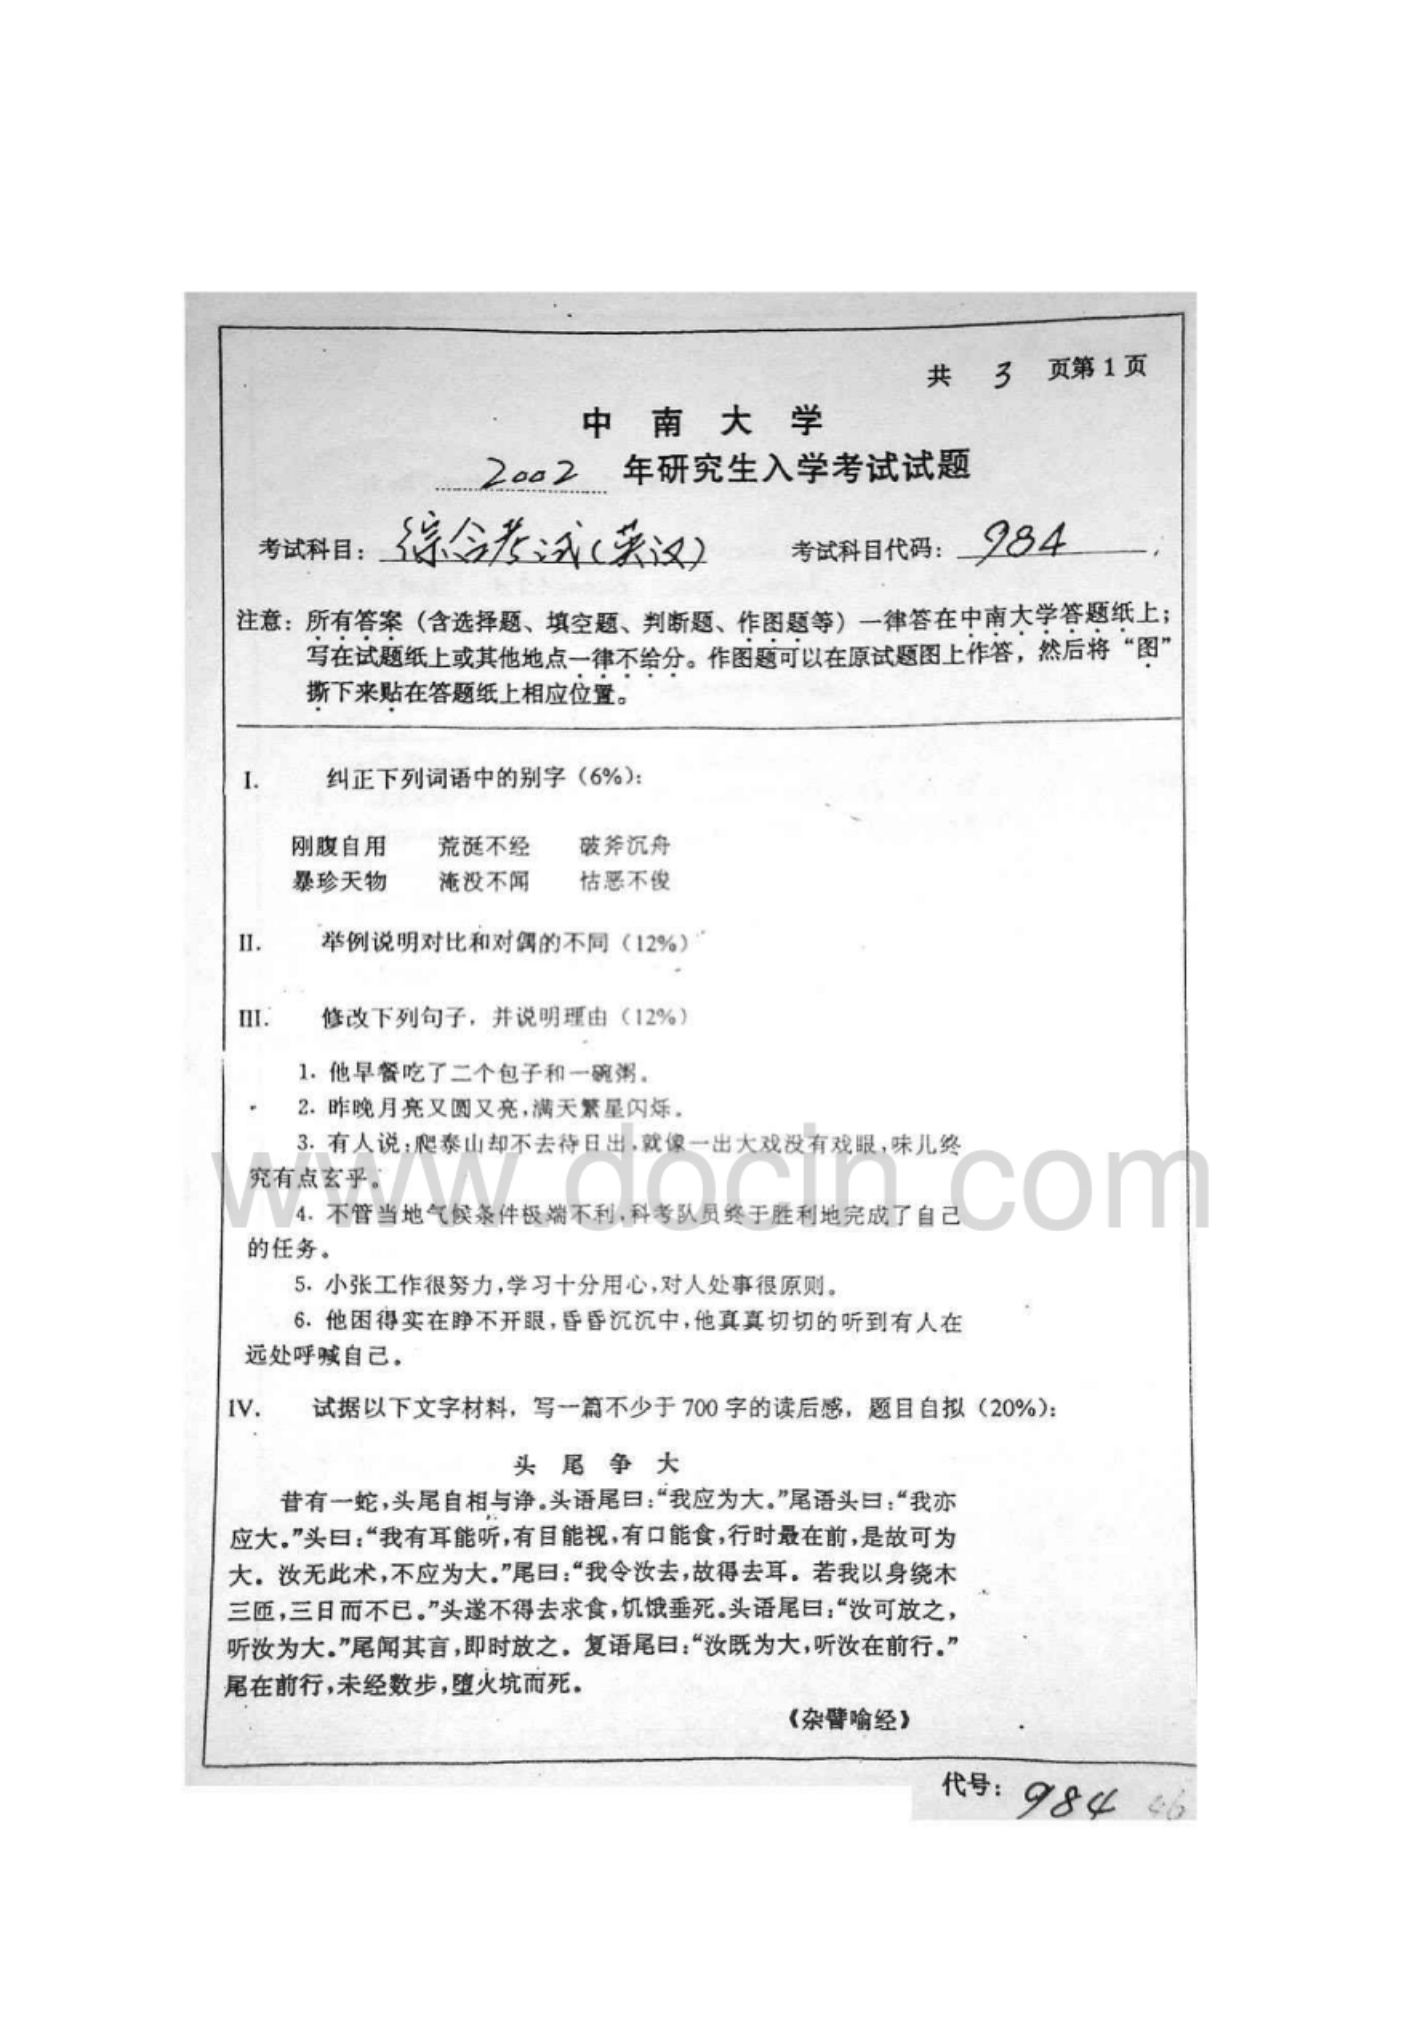 共 3 页第 1 页
中 南 大 学
2002 年研究生入学考试试题
考试科目：综合考试(英汉) 考试科目代码：984
注意：所有答案（含选择题、填空题、判断题、作图题等）一律答在中南大学答题纸上；
写在试题纸上或其他地点一律不给分。作图题可以在原试题图上作答，然后将“图”
撕下来贴在答题纸上相应位置。
I. 纠正下列词语中的别字（6%）：
刚腹自用 荒涎不经 破斧沉舟
暴珍天物 淹没不闻 怙恶不俊
II. 举例说明对比和对偶的不同（12%）
III. 修改下列句子，并说明理由（12%）
1. 他早餐吃了二个包子和一碗粥。
2. 昨晚月亮又圆又亮，满天繁星闪烁。
3. 有人说：爬泰山却不去待日出，就像一出大戏没有戏眼，味儿终
究有点玄乎。
4. 不管当地气候条件极端不利，科考队员终于胜利地完成了自己
的任务。
5. 小张工作很努力，学习十分用心，对人处事很原则。
6. 他困得实在睁不开眼，昏昏沉沉中，他真真切切的听到有人在
远处呼喊自己。
IV. 试据以下文字材料，写一篇不少于 700 字的读后感，题目自拟（20%）：
头 尾 争 大
昔有一蛇，头尾自相与诤。头语尾曰：“我应为大。”尾语头曰：“我亦
应大。”头曰：“我有耳能听，有目能视，有口能食，行时最在前，是故可为
大。汝无此术，不应为大。”尾曰：“我令汝去，故得去耳。若我以身绕木
三匝，三日而不已。”头遂不得去求食，饥饿垂死。头语尾曰：“汝可放之，
听汝为大。”尾闻其言，即时放之。复语尾曰：“汝既为大，听汝在前行。”
尾在前行，未经数步，堕火坑而死。
《杂譬喻经》
代号：984
www.docin.com